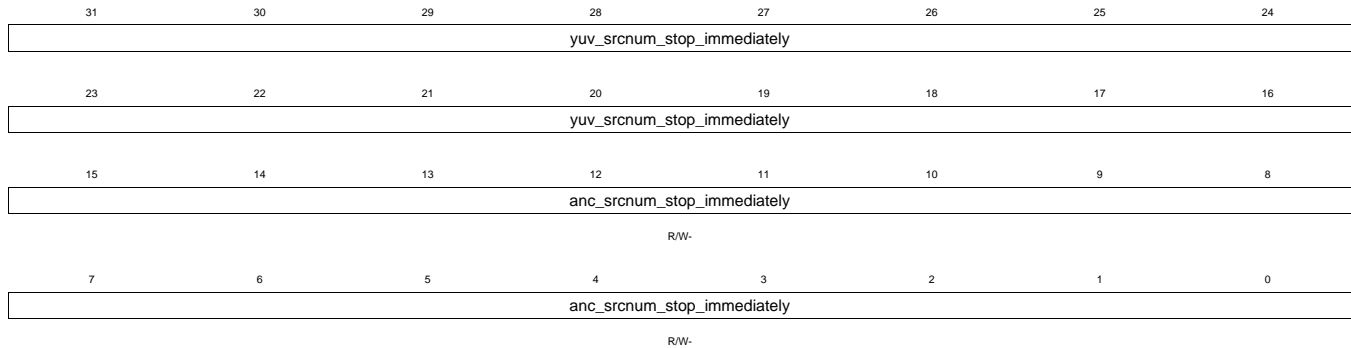 31 30 29 28 27 26 25 24
yuv_srcnum_stop_immediately
23 22 21 20 19 18 17 16
yuv_srcnum_stop_immediately
15 14 13 12 11 10 9 8
anc_srcnum_stop_immediately
R/W-
7 6 5 4 3 2 1 0
anc_srcnum_stop_immediately
R/W-